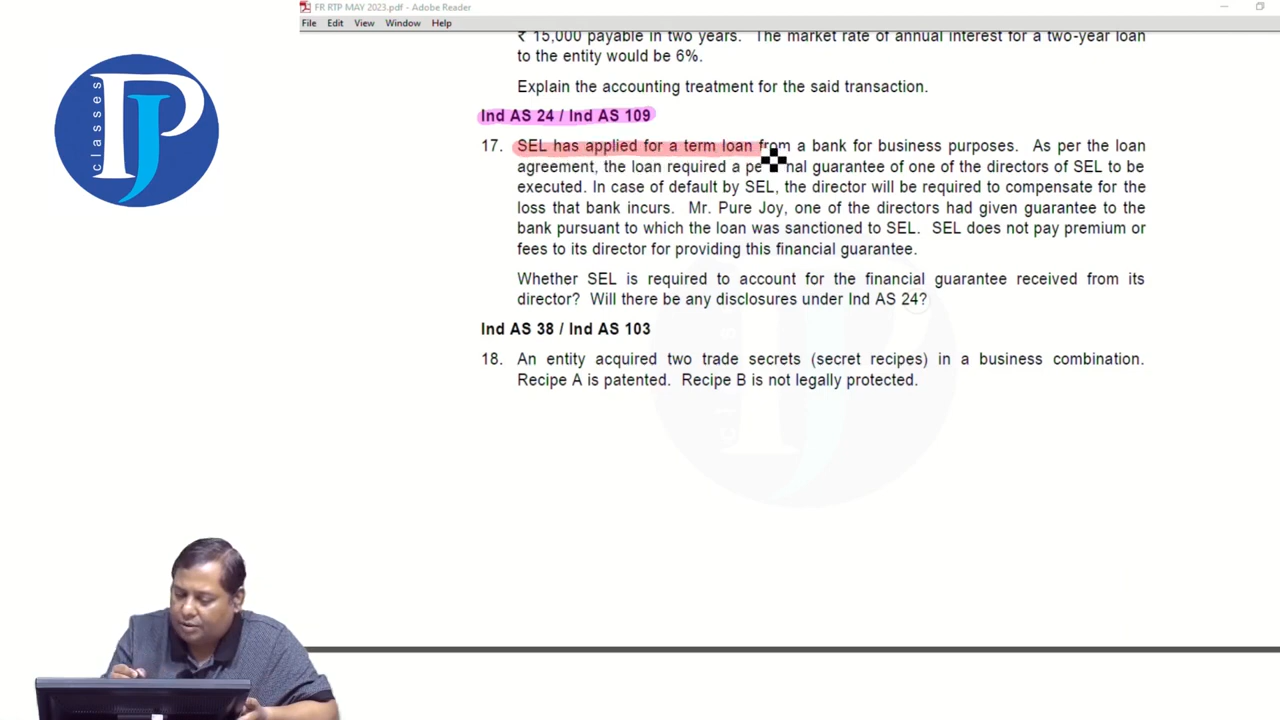 FR RTP MAY 2023.pdf - Adobe Reader
File Edit View Window Help
₹ 15,000 payable in two years. The market rate of annual interest for a two-year loan
to the entity would be 6%.
Explain the accounting treatment for the said transaction.
Ind AS 24 / Ind AS 109
17. SEL has applied for a term loan from a bank for business purposes. As per the loan
agreement, the loan required a guarantee of one of the directors of SEL to be
executed. In case of default by SEL, the director will be required to compensate for the
loss that bank incurs. Mr. Pure Joy, one of the directors had given guarantee to the
bank pursuant to which the loan was sanctioned to SEL. SEL does not pay premium or
fees to its director for providing this financial guarantee.
Whether SEL is required to account for the financial guarantee received from its
director? Will there be any disclosures under Ind AS 24?
Ind AS 38 / Ind AS 103
18. An entity acquired two trade secrets (secret recipes) in a business combination.
Recipe A is patented. Recipe B is not legally protected.
PJ
classes